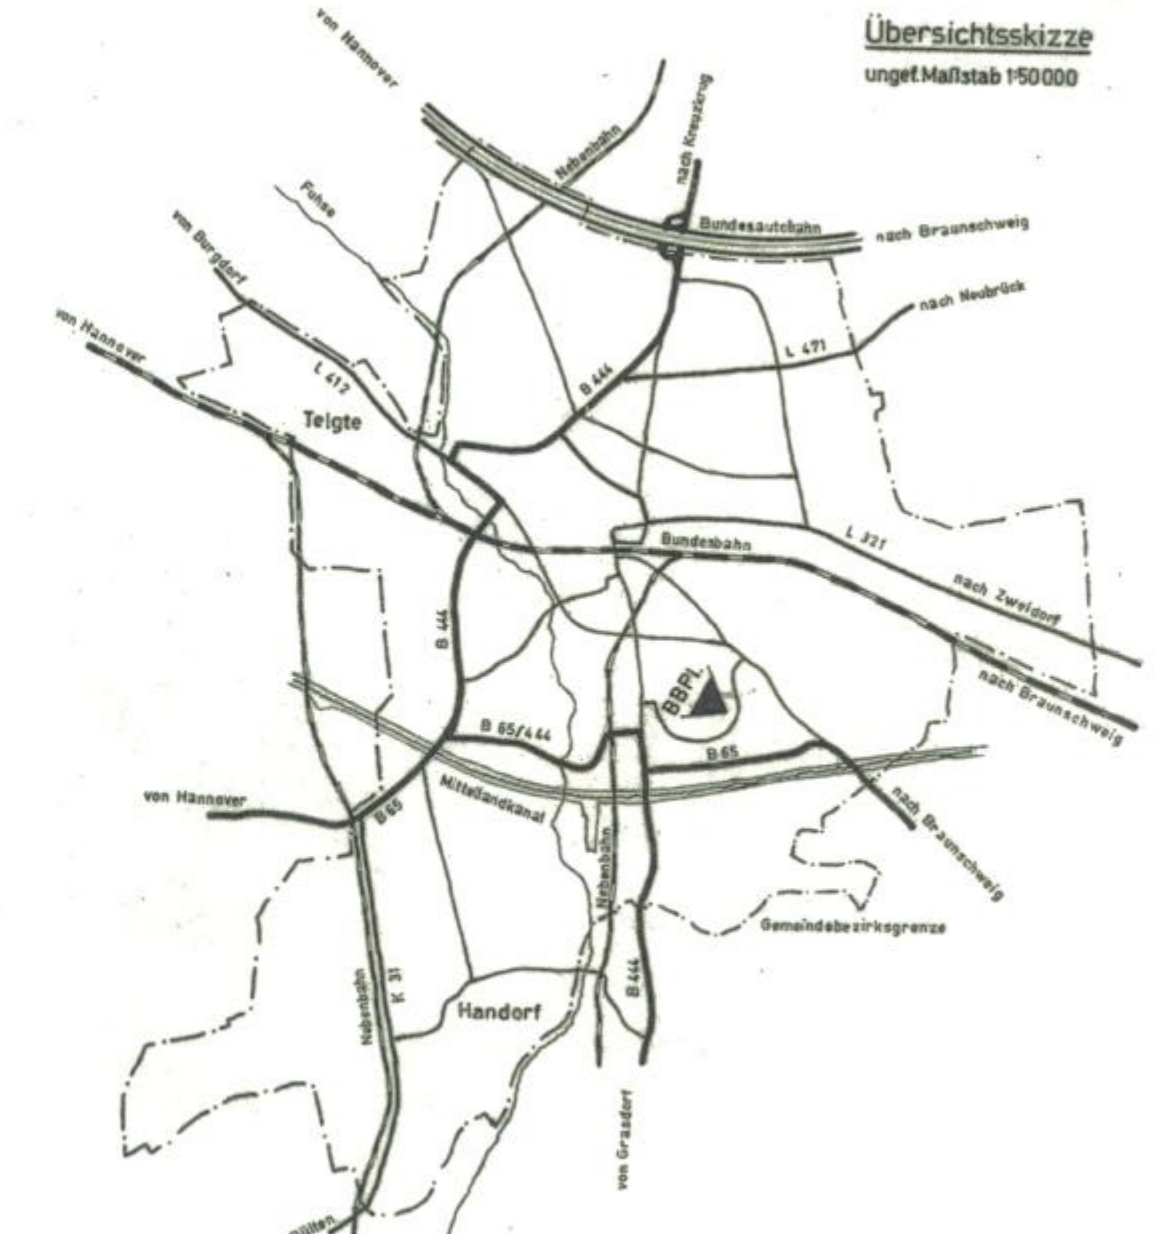 Übersichtsskizze
ungef.Maßstab 1:50000
von Hannover
Nebenbahn
nach Kreuzkrug
Fuhse
Bundesautobahn
nach Braunschweig
von Burgdorf
nach Neubrück
von Hannover
L 471
L 412
B 444
Telgte
L 321
Bundesbahn
nach Zweidorf
B 444
nach Braunschweig
BBPl.
B 65/444
B 65
Mittellandkanal
von Hannover
B 65
nach Braunschweig
Nebenbahn
Gemeindebezirksgrenze
B 444
Nebenbahn
K 31
Handorf
von Grasdorf